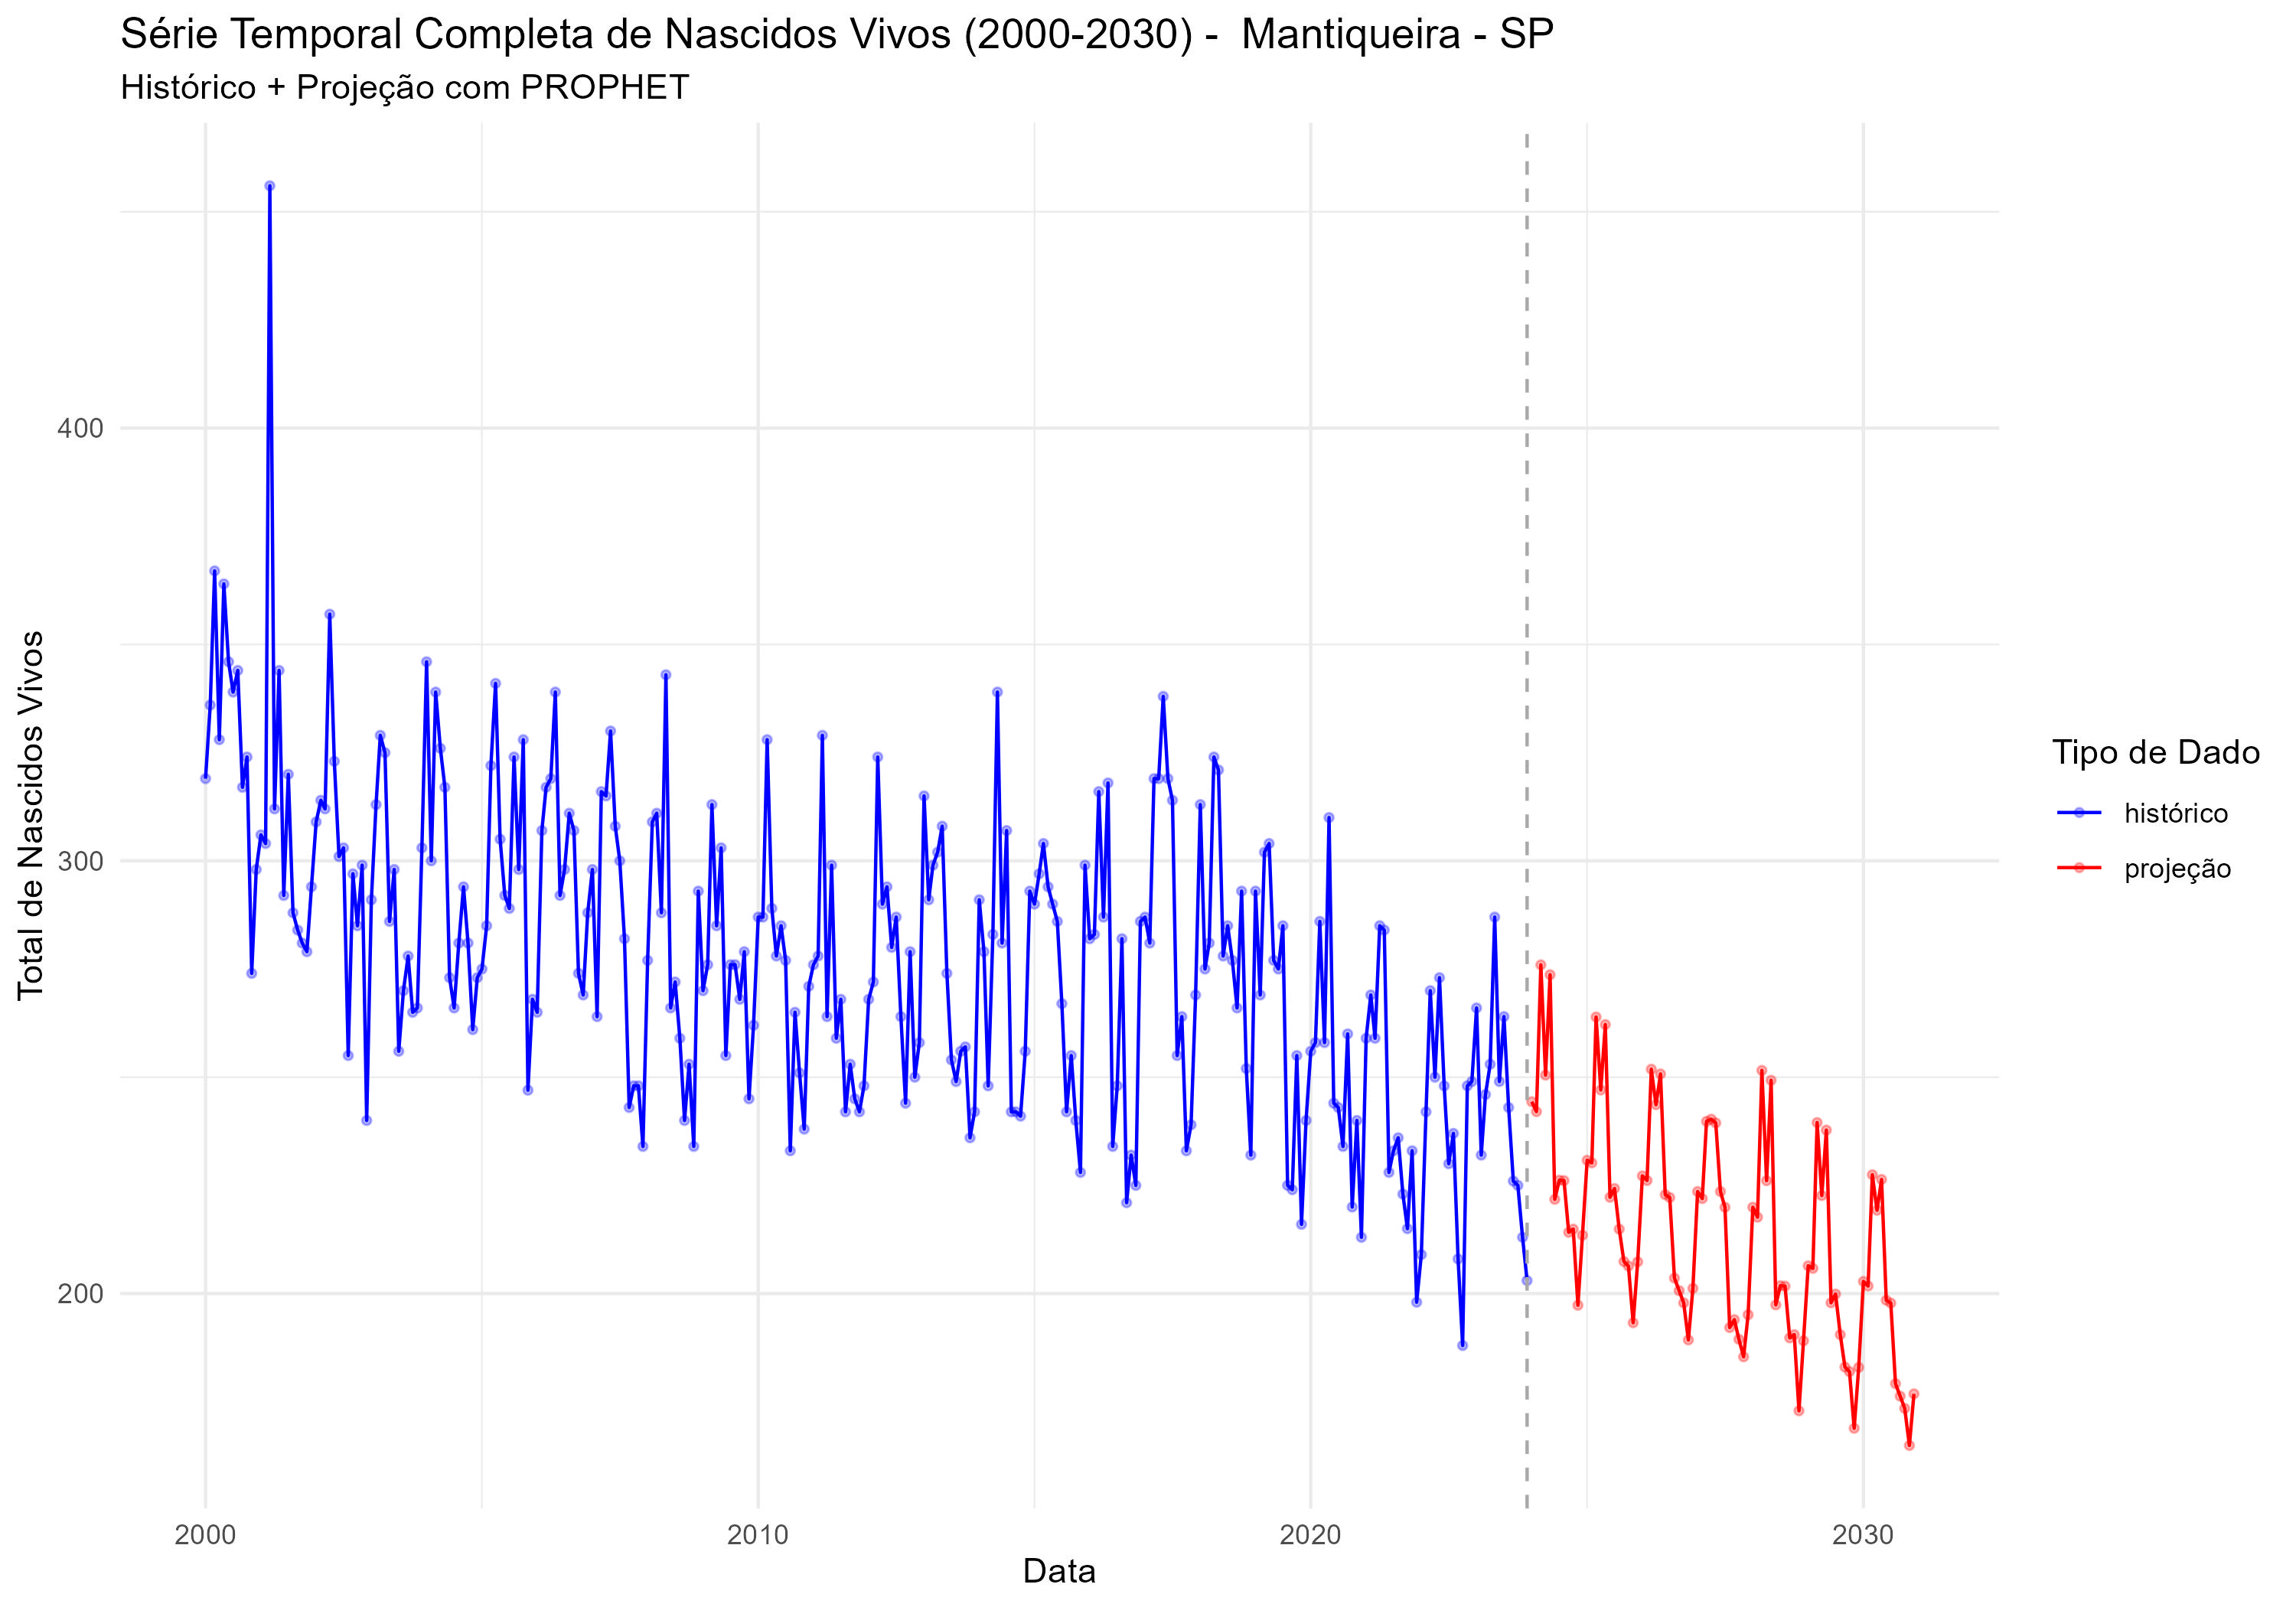 Série Temporal Completa de Nascidos Vivos (2000-2030) -  Mantiqueira - SP
Histórico + Projeção com PROPHET
Total de Nascidos Vivos
400
300
200
2000
2010
2020
2030
Data
Tipo de Dado
histórico
projeção